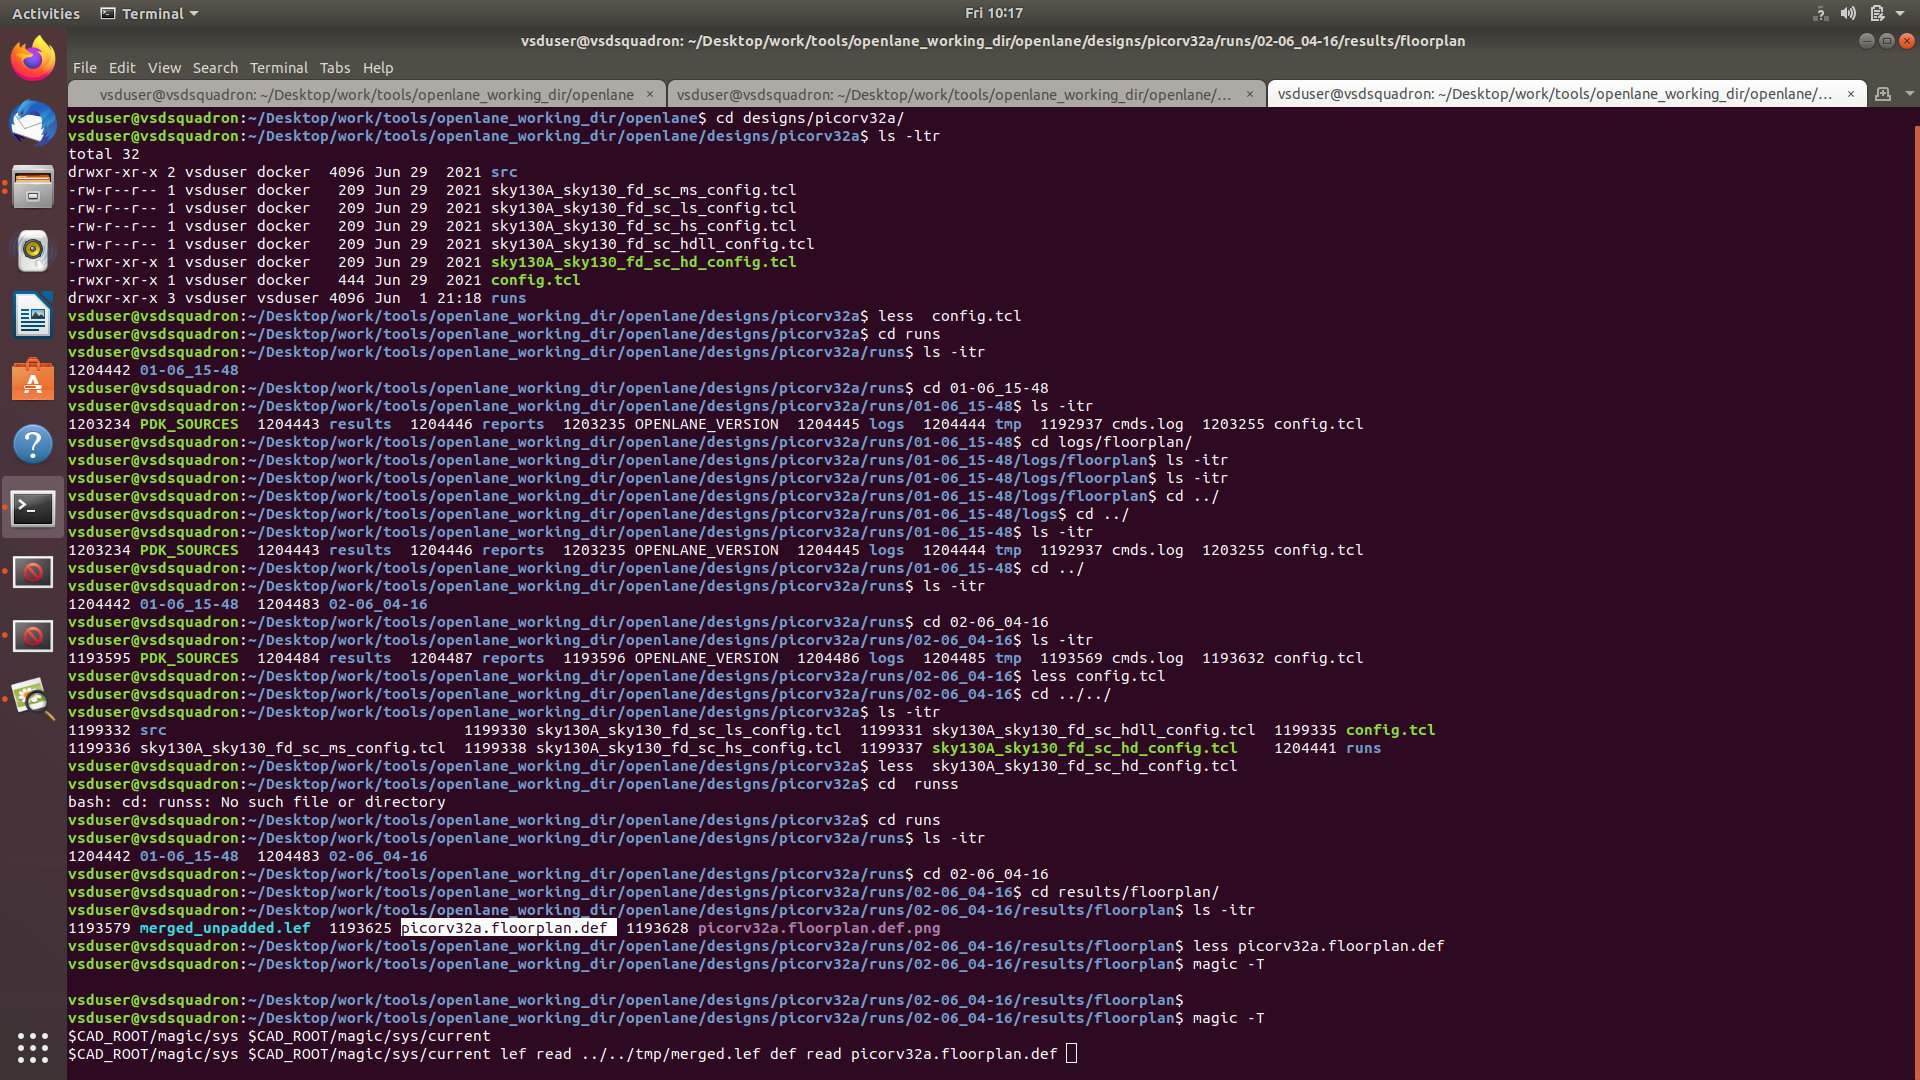 Activities
Terminal
Fri 10:17
vsduser@vsdsquadron: ~/Desktop/work/tools/openlane_working_dir/openlane/designs/picorv32a/runs/02-06_04-16/results/floorplan
File Edit View Search Terminal Tabs Help
vsduser@vsdsquadron: ~/Desktop/work/tools/openlane_working_dir/openlane ×
vsduser@vsdsquadron: ~/Desktop/work/tools/openlane_working_dir/openlane/... ×
vsduser@vsdsquadron: ~/Desktop/work/tools/openlane_working_dir/openlane/... ×
vsduser@vsdsquadron:~/Desktop/work/tools/openlane_working_dir/openlane$ cd designs/picorv32a/
vsduser@vsdsquadron:~/Desktop/work/tools/openlane_working_dir/openlane/designs/picorv32a$ ls -ltr
total 32
drwxr-xr-x 2 vsduser docker  4096 Jun 29  2021 src
-rw-r--r-- 1 vsduser docker   209 Jun 29  2021 sky130A_sky130_fd_sc_ms_config.tcl
-rw-r--r-- 1 vsduser docker   209 Jun 29  2021 sky130A_sky130_fd_sc_ls_config.tcl
-rw-r--r-- 1 vsduser docker   209 Jun 29  2021 sky130A_sky130_fd_sc_hs_config.tcl
-rw-r--r-- 1 vsduser docker   209 Jun 29  2021 sky130A_sky130_fd_sc_hdll_config.tcl
-rwxr-xr-x 1 vsduser docker   209 Jun 29  2021 sky130A_sky130_fd_sc_hd_config.tcl
-rwxr-xr-x 1 vsduser docker   444 Jun 29  2021 config.tcl
drwxr-xr-x 3 vsduser vsduser 4096 Jun  1 21:18 runs
vsduser@vsdsquadron:~/Desktop/work/tools/openlane_working_dir/openlane/designs/picorv32a$ less  config.tcl
vsduser@vsdsquadron:~/Desktop/work/tools/openlane_working_dir/openlane/designs/picorv32a$ cd runs
vsduser@vsdsquadron:~/Desktop/work/tools/openlane_working_dir/openlane/designs/picorv32a/runs$ ls -itr
1204442 01-06_15-48
vsduser@vsdsquadron:~/Desktop/work/tools/openlane_working_dir/openlane/designs/picorv32a/runs$ cd 01-06_15-48
vsduser@vsdsquadron:~/Desktop/work/tools/openlane_working_dir/openlane/designs/picorv32a/runs/01-06_15-48$ ls -itr
1203234 PDK_SOURCES  1204443 results  1204446 reports  1203235 OPENLANE_VERSION  1204445 logs  1204444 tmp  1192937 cmds.log  1203255 config.tcl
vsduser@vsdsquadron:~/Desktop/work/tools/openlane_working_dir/openlane/designs/picorv32a/runs/01-06_15-48$ cd logs/floorplan/
vsduser@vsdsquadron:~/Desktop/work/tools/openlane_working_dir/openlane/designs/picorv32a/runs/01-06_15-48/logs/floorplan$ ls -itr
vsduser@vsdsquadron:~/Desktop/work/tools/openlane_working_dir/openlane/designs/picorv32a/runs/01-06_15-48/logs/floorplan$ ls -itr
vsduser@vsdsquadron:~/Desktop/work/tools/openlane_working_dir/openlane/designs/picorv32a/runs/01-06_15-48/logs/floorplan$ cd ../
vsduser@vsdsquadron:~/Desktop/work/tools/openlane_working_dir/openlane/designs/picorv32a/runs/01-06_15-48/logs$ cd ../
vsduser@vsdsquadron:~/Desktop/work/tools/openlane_working_dir/openlane/designs/picorv32a/runs/01-06_15-48$ ls -itr
1203234 PDK_SOURCES  1204443 results  1204446 reports  1203235 OPENLANE_VERSION  1204445 logs  1204444 tmp  1192937 cmds.log  1203255 config.tcl
vsduser@vsdsquadron:~/Desktop/work/tools/openlane_working_dir/openlane/designs/picorv32a/runs/01-06_15-48$ cd ../
vsduser@vsdsquadron:~/Desktop/work/tools/openlane_working_dir/openlane/designs/picorv32a/runs$ ls -itr
1204442 01-06_15-48  1204483 02-06_04-16
vsduser@vsdsquadron:~/Desktop/work/tools/openlane_working_dir/openlane/designs/picorv32a/runs$ cd 02-06_04-16
vsduser@vsdsquadron:~/Desktop/work/tools/openlane_working_dir/openlane/designs/picorv32a/runs/02-06_04-16$ ls -itr
1193595 PDK_SOURCES  1204484 results  1204487 reports  1193596 OPENLANE_VERSION  1204486 logs  1204485 tmp  1193569 cmds.log  1193632 config.tcl
vsduser@vsdsquadron:~/Desktop/work/tools/openlane_working_dir/openlane/designs/picorv32a/runs/02-06_04-16$ less config.tcl
vsduser@vsdsquadron:~/Desktop/work/tools/openlane_working_dir/openlane/designs/picorv32a/runs/02-06_04-16$ cd ../../
vsduser@vsdsquadron:~/Desktop/work/tools/openlane_working_dir/openlane/designs/picorv32a$ ls -itr
1199332 src                                 1199330 sky130A_sky130_fd_sc_ls_config.tcl  1199331 sky130A_sky130_fd_sc_hdll_config.tcl  1199335 config.tcl
1199336 sky130A_sky130_fd_sc_ms_config.tcl  1199338 sky130A_sky130_fd_sc_hs_config.tcl  1199337 sky130A_sky130_fd_sc_hd_config.tcl    1204441 runs
vsduser@vsdsquadron:~/Desktop/work/tools/openlane_working_dir/openlane/designs/picorv32a$ less  sky130A_sky130_fd_sc_hd_config.tcl
vsduser@vsdsquadron:~/Desktop/work/tools/openlane_working_dir/openlane/designs/picorv32a$ cd  runss
bash: cd: runss: No such file or directory
vsduser@vsdsquadron:~/Desktop/work/tools/openlane_working_dir/openlane/designs/picorv32a$ cd runs
vsduser@vsdsquadron:~/Desktop/work/tools/openlane_working_dir/openlane/designs/picorv32a/runs$ ls -itr
1204442 01-06_15-48  1204483 02-06_04-16
vsduser@vsdsquadron:~/Desktop/work/tools/openlane_working_dir/openlane/designs/picorv32a/runs$ cd 02-06_04-16
vsduser@vsdsquadron:~/Desktop/work/tools/openlane_working_dir/openlane/designs/picorv32a/runs/02-06_04-16$ cd results/floorplan/
vsduser@vsdsquadron:~/Desktop/work/tools/openlane_working_dir/openlane/designs/picorv32a/runs/02-06_04-16/results/floorplan$ ls -itr
1193579 merged_unpadded.lef  1193625 picorv32a.floorplan.def  1193628 picorv32a.floorplan.def.png
vsduser@vsdsquadron:~/Desktop/work/tools/openlane_working_dir/openlane/designs/picorv32a/runs/02-06_04-16/results/floorplan$ less picorv32a.floorplan.def
vsduser@vsdsquadron:~/Desktop/work/tools/openlane_working_dir/openlane/designs/picorv32a/runs/02-06_04-16/results/floorplan$ magic -T
vsduser@vsdsquadron:~/Desktop/work/tools/openlane_working_dir/openlane/designs/picorv32a/runs/02-06_04-16/results/floorplan$
vsduser@vsdsquadron:~/Desktop/work/tools/openlane_working_dir/openlane/designs/picorv32a/runs/02-06_04-16/results/floorplan$ magic -T
$CAD_ROOT/magic/sys $CAD_ROOT/magic/sys/current
$CAD_ROOT/magic/sys $CAD_ROOT/magic/sys/current lef read ../../tmp/merged.lef def read picorv32a.floorplan.def